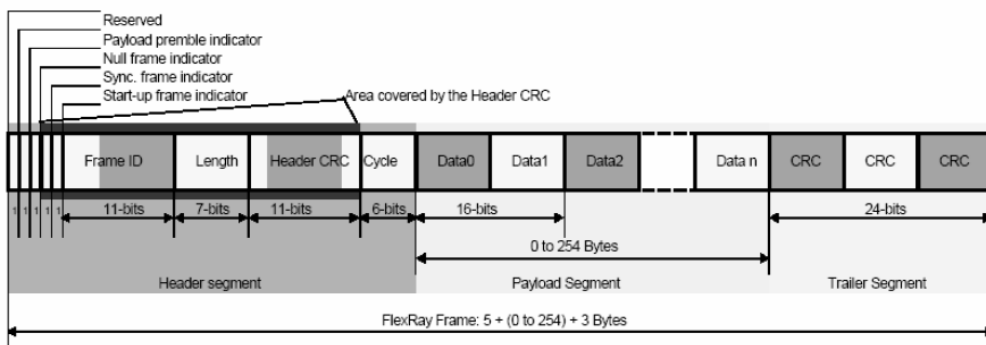 Reserved
Payload premble indicator
Null frame indicator
Sync. frame indicator
Start-up frame indicator
Area covered by the Header CRC
Frame ID
Length
Header CRC
Cycle
Data0
Data1
Data2
Data n
CRC
CRC
CRC
1 1 1 1 1
11-bits
7-bits
11-bits
6-bits
16-bits
24-bits
0 to 254 Bytes
Header segment
Payload Segment
Trailer Segment
FlexRay Frame: 5 + (0 to 254) + 3 Bytes